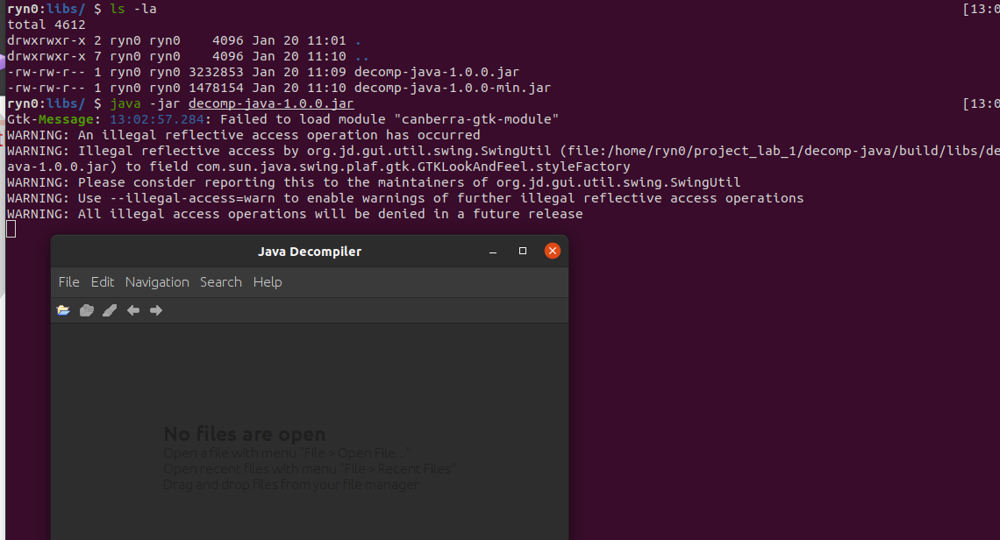 ryn0:libs/ $ ls -la [13:0
total 4612
drwxrwxr-x 2 ryn0 ryn0    4096 Jan 20 11:01 .
drwxrwxr-x 7 ryn0 ryn0    4096 Jan 20 11:10 ..
-rw-rw-r-- 1 ryn0 ryn0 3232853 Jan 20 11:09 decomp-java-1.0.0.jar
-rw-rw-r-- 1 ryn0 ryn0 1478154 Jan 20 11:10 decomp-java-1.0.0-min.jar
ryn0:libs/ $ java -jar decomp-java-1.0.0.jar [13:0
Gtk-Message: 13:02:57.284: Failed to load module "canberra-gtk-module"
WARNING: An illegal reflective access operation has occurred
WARNING: Illegal reflective access by org.jd.gui.util.swing.SwingUtil (file:/home/ryn0/project_lab_1/decomp-java/build/libs/de
ava-1.0.0.jar) to field com.sun.java.swing.plaf.gtk.GTKLookAndFeel.styleFactory
WARNING: Please consider reporting this to the maintainers of org.jd.gui.util.swing.SwingUtil
WARNING: Use --illegal-access=warn to enable warnings of further illegal reflective access operations
WARNING: All illegal access operations will be denied in a future release
Java Decompiler
File Edit Navigation Search Help
No files are open
Open a file with menu "File > Open File..."
Open recent files with menu "File > Recent Files"
Drag and drop files from your file manager